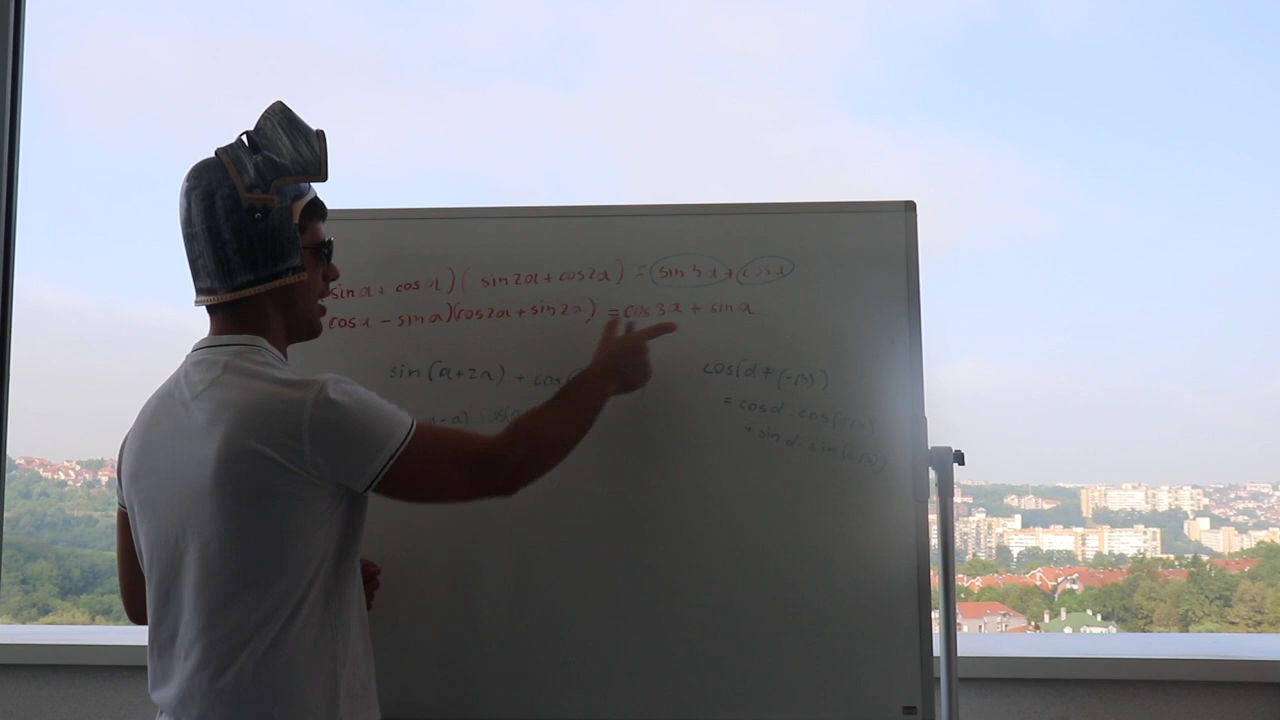 sin α + cos α)( sin 2α + cos 2α) = sin 3α + cos α
cos α - sin α)(cos 2α + sin 2α) = cos 3α + sin α
sin (α + 2α) + cos(
- α) cos(α
cos(α + (-β))
= cos α · cos(-β)
+ sin α · sin(-β)